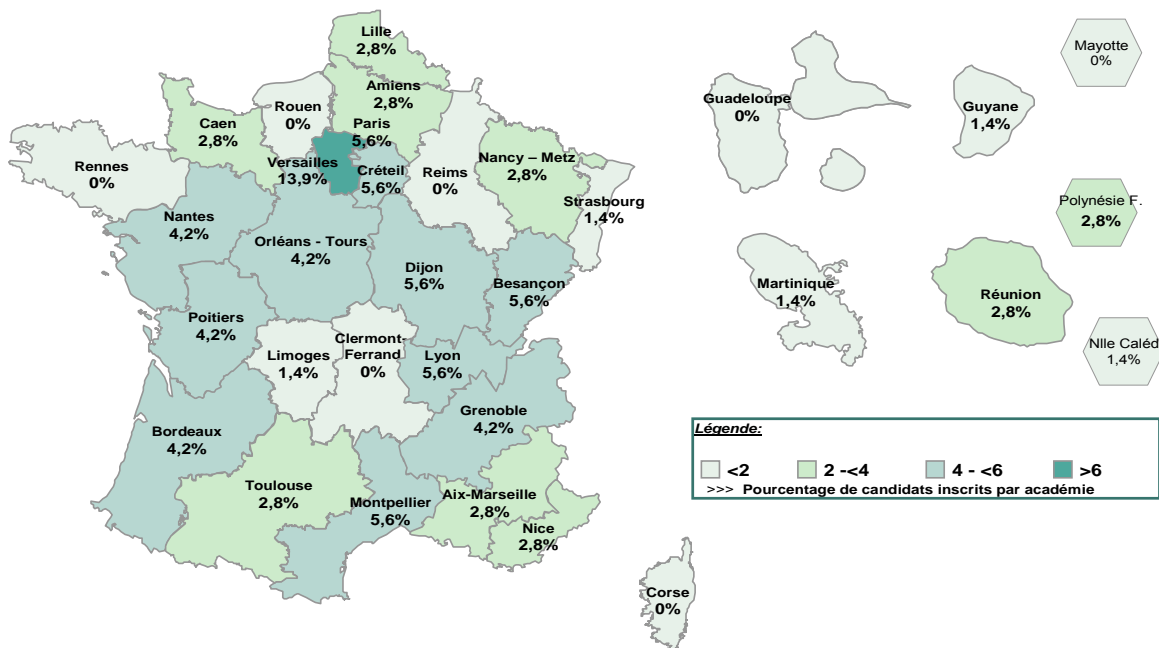 Lille
2,8%
Amiens
2,8%
Rouen
0%
Caen
2,8%
Paris
5,6%
Versailles
13,9%
Créteil
5,6%
Reims
0%
Nancy – Metz
2,8%
Strasbourg
1,4%
Rennes
0%
Nantes
4,2%
Orléans - Tours
4,2%
Dijon
5,6%
Besançon
5,6%
Poitiers
4,2%
Limoges
1,4%
Clermont-
Ferrand
0%
Lyon
5,6%
Grenoble
4,2%
Bordeaux
4,2%
Toulouse
2,8%
Montpellier
5,6%
Aix-Marseille
2,8%
Nice
2,8%
Corse
0%
Guadeloupe
0%
Guyane
1,4%
Mayotte
0%
Polynésie F.
2,8%
Martinique
1,4%
Réunion
2,8%
Nlle Caléd
1,4%
Légende:
<2
2 -<4
4 - <6
>6
>>> Pourcentage de candidats inscrits par académie